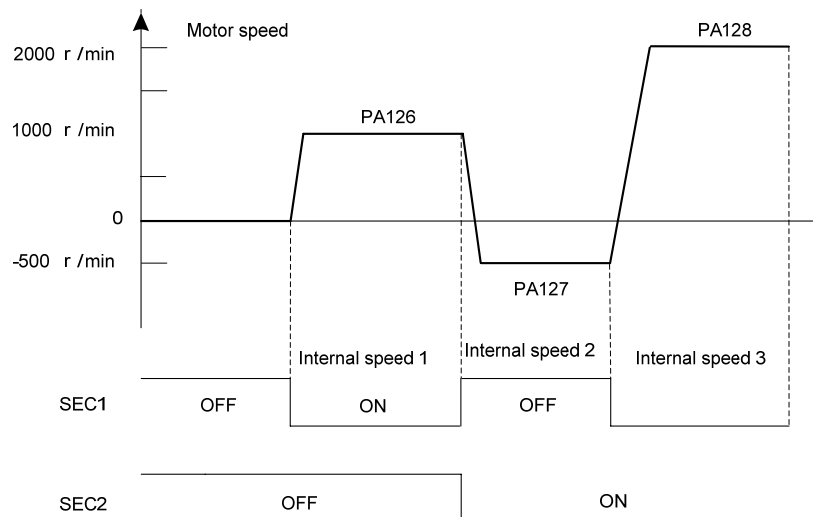 Motor speed
PA128
2000 r /min
PA126
1000 r /min
0
-500 r /min
PA127
Internal speed 1
Internal speed 2
Internal speed 3
SEC1
OFF
ON
OFF
SEC2
OFF
ON